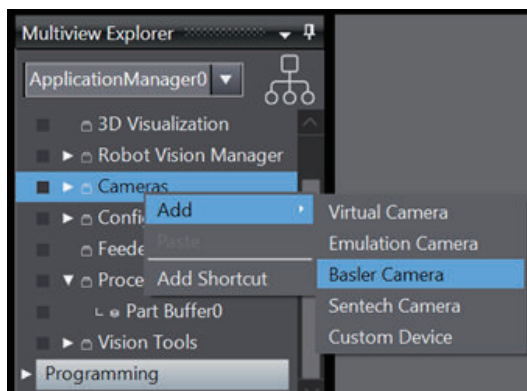 Multiview Explorer
ApplicationManager0
3D Visualization
Robot Vision Manager
Cameras
Add
Virtual Camera
Confi
Paste
Emulation Camera
Feede
Basler Camera
Proce
Add Shortcut
Sentech Camera
Part Buffer0
Custom Device
Vision Tools
Programming